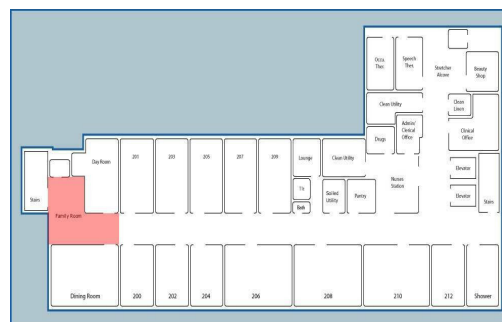 Occu.
Ther.
Speech
Ther.
Stretcher
Alcove
Beauty
Shop
Clean Utility
Clean
Linen
Admin/
Clerical
Office
Drugs
Clinical
Office
Day Room
201
203
205
207
209
Lounge
Clean Utility
Elevator
Elevator
Stairs
Stairs
Nurses
Station
Soiled
Utility
Pantry
Bath
Family Room
Dining Room
200
202
204
206
208
210
212
Shower